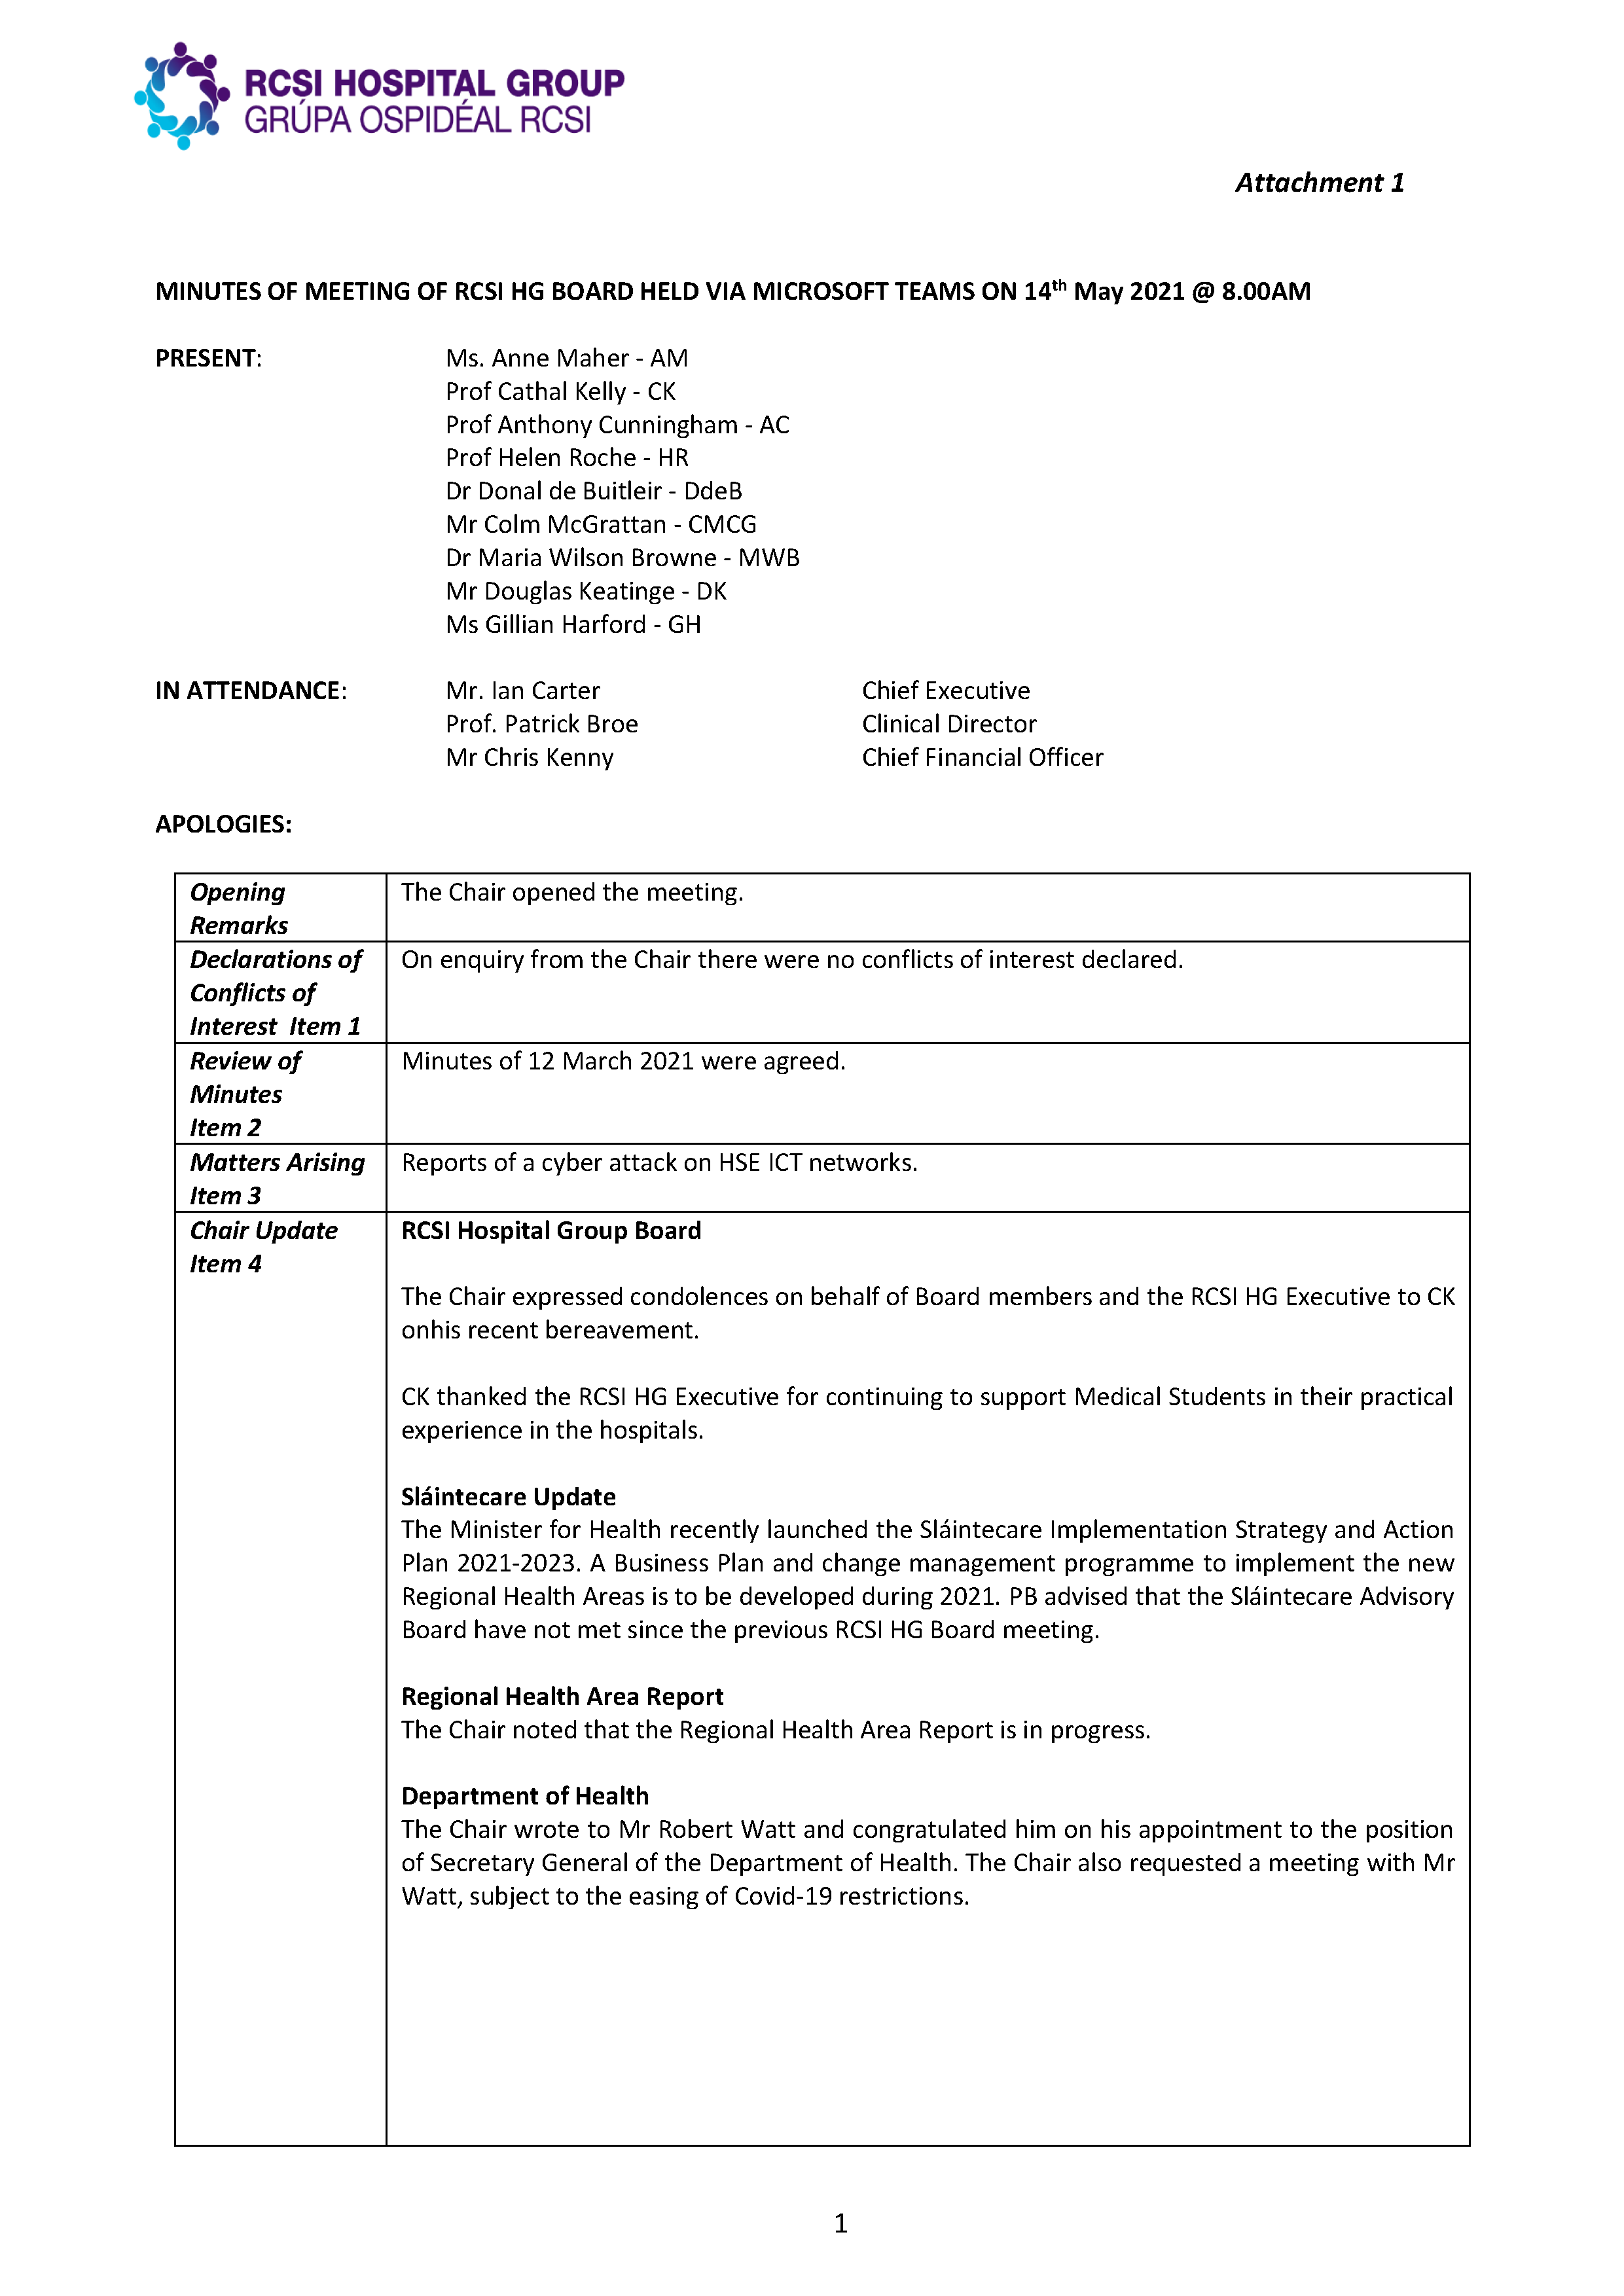 RCSI HOSPITAL GROUP
GRÚPA OSPIDÉAL RCSI
Attachment 1
MINUTES OF MEETING OF RCSI HG BOARD HELD VIA MICROSOFT TEAMS ON 14th May 2021 @ 8.00AM
PRESENT: Ms. Anne Maher - AM
Prof Cathal Kelly - CK
Prof Anthony Cunningham - AC
Prof Helen Roche - HR
Dr Donal de Buitleir - DdeB
Mr Colm McGrattan - CMCG
Dr Maria Wilson Browne - MWB
Mr Douglas Keatinge - DK
Ms Gillian Harford - GH
IN ATTENDANCE: Mr. Ian Carter Chief Executive
Prof. Patrick Broe Clinical Director
Mr Chris Kenny Chief Financial Officer
APOLOGIES:
Opening
Remarks
The Chair opened the meeting.
Declarations of
Conflicts of
Interest Item 1
On enquiry from the Chair there were no conflicts of interest declared.
Review of
Minutes
Item 2
Minutes of 12 March 2021 were agreed.
Matters Arising
Item 3
Reports of a cyber attack on HSE ICT networks.
Chair Update
Item 4
RCSI Hospital Group Board
The Chair expressed condolences on behalf of Board members and the RCSI HG Executive to CK
onhis recent bereavement.
CK thanked the RCSI HG Executive for continuing to support Medical Students in their practical
experience in the hospitals.
Sláintecare Update
The Minister for Health recently launched the Sláintecare Implementation Strategy and Action
Plan 2021-2023. A Business Plan and change management programme to implement the new
Regional Health Areas is to be developed during 2021. PB advised that the Sláintecare Advisory
Board have not met since the previous RCSI HG Board meeting.
Regional Health Area Report
The Chair noted that the Regional Health Area Report is in progress.
Department of Health
The Chair wrote to Mr Robert Watt and congratulated him on his appointment to the position
of Secretary General of the Department of Health. The Chair also requested a meeting with Mr
Watt, subject to the easing of Covid-19 restrictions.
1